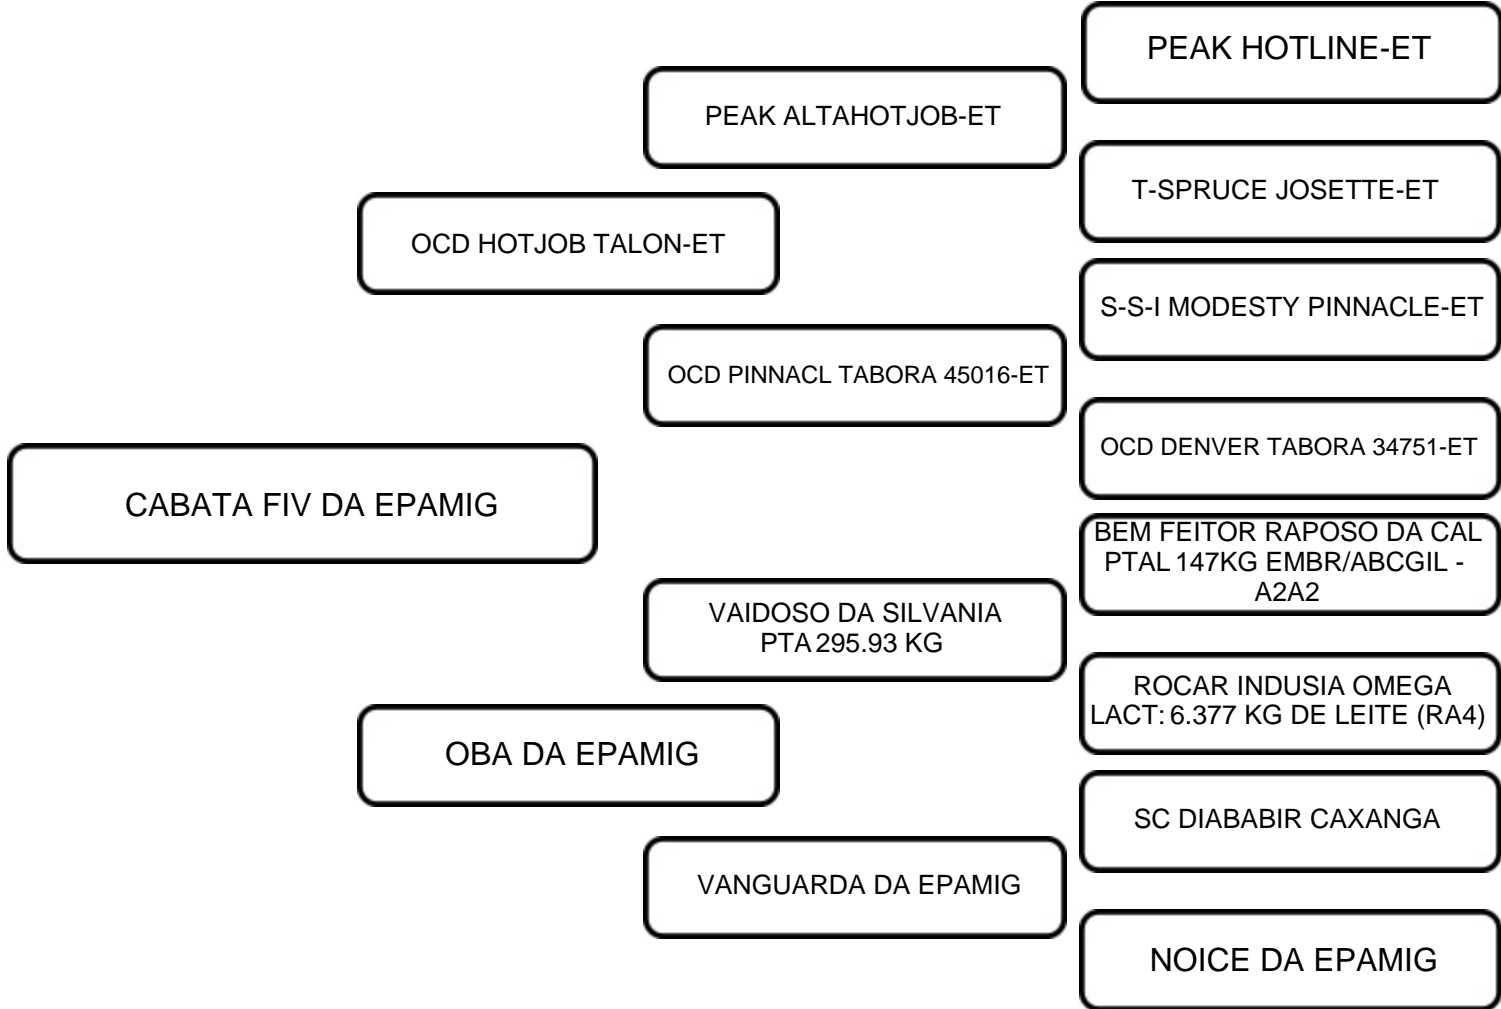 PEAK HOTLINE-ET
PEAK ALTAHOTJOB-ET
T-SPRUCE JOSETTE-ET
OCD HOTJOB TALON-ET
S-S-I MODESTY PINNACLE-ET
OCD PINNACL TABORA 45016-ET
OCD DENVER TABORA 34751-ET
CABATA FIV DA EPAMIG
BEM FEITOR RAPOSO DA CAL
PTAL 147KG EMBR/ABCGIL -
A2A2
VAIDOSO DA SILVANIA
PTA 295.93 KG
ROCAR INDUSIA OMEGA
LACT: 6.377 KG DE LEITE (RA4)
OBA DA EPAMIG
SC DIABABIR CAXANGA
VANGUARDA DA EPAMIG
NOICE DA EPAMIG